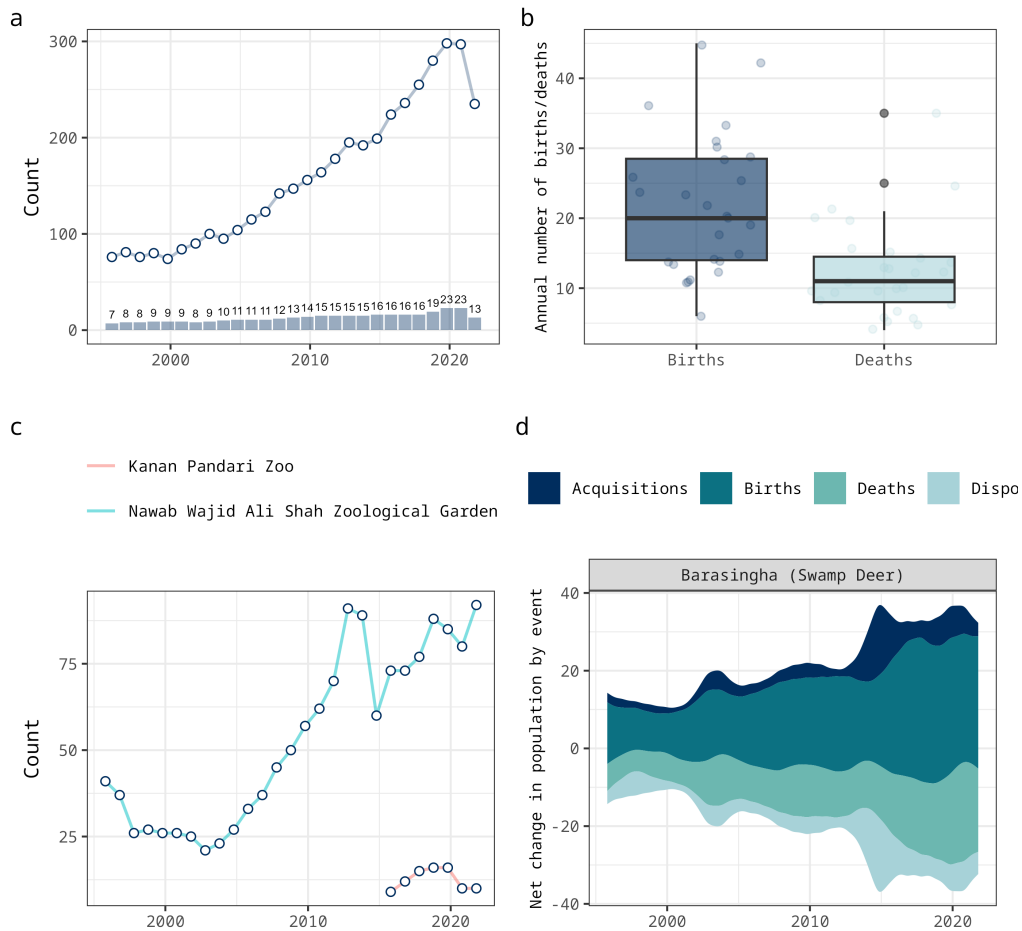 a
Count
300
200
100
0
7 8 8 9 9 9 8 9 10 11 11 11 12 13 14 15 15 15 15 16 16 16 16 19 23 23 13
2000 2010 2020
b
Annual number of births/deaths
40
30
20
10
Births Deaths
c
Kanan Pandari Zoo
Nawab Wajid Ali Shah Zoological Garden
Count
75
50
25
2000 2010 2020
d
Acquisitions Births Deaths Dispo
Barasingha (Swamp Deer)
Net change in population by event
40
20
0
-20
-40
2000 2010 2020